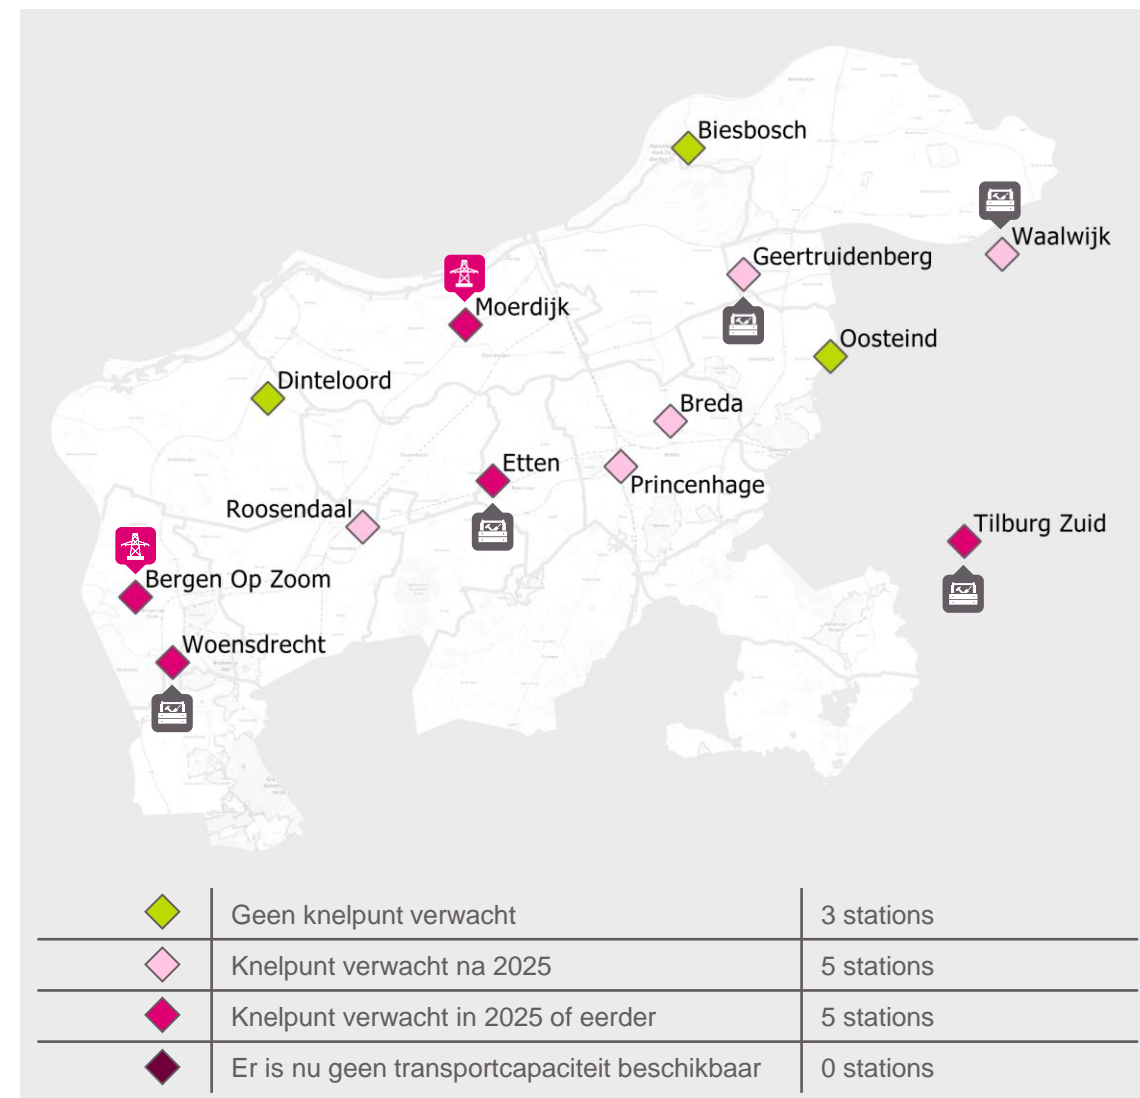 Biesbosch
Waalwijk
Geertruidenberg
Moerdijk
Oosteind
Dinteloord
Breda
Etten
Princenhage
Roosendaal
Tilburg Zuid
Bergen Op Zoom
Woensdrecht
Geen knelpunt verwacht 3 stations
Knelpunt verwacht na 2025 5 stations
Knelpunt verwacht in 2025 of eerder 5 stations
Er is nu geen transportcapaciteit beschikbaar 0 stations